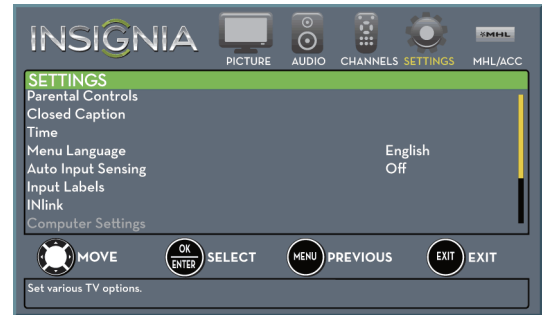 INSIGNIA
PICTURE AUDIO CHANNELS SETTINGS MHL/ACC
MHL
SETTINGS
Parental Controls
Closed Caption
Time
Menu Language English
Auto Input Sensing Off
Input Labels
INlink
Computer Settings
MOVE OK/ENTER SELECT MENU PREVIOUS EXIT EXIT
Set various TV options.